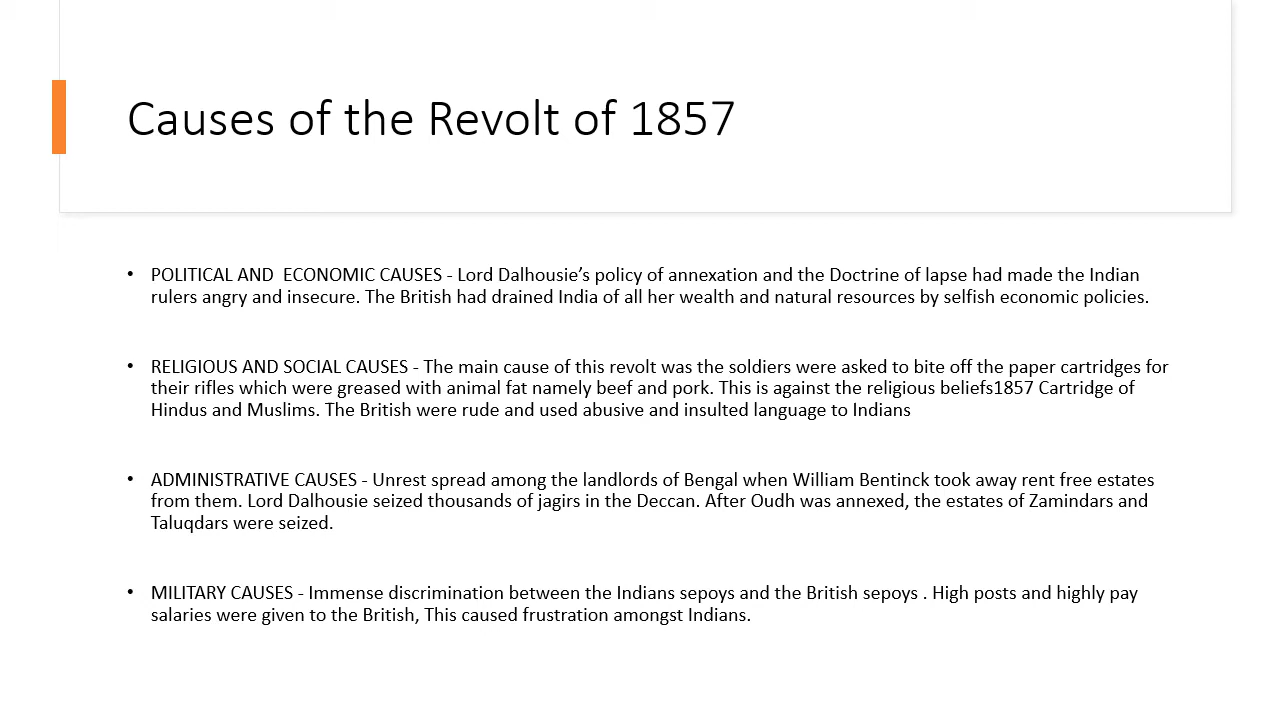 Causes of the Revolt of 1857
• POLITICAL AND  ECONOMIC CAUSES - Lord Dalhousie’s policy of annexation and the Doctrine of lapse had made the Indian
rulers angry and insecure. The British had drained India of all her wealth and natural resources by selfish economic policies.
• RELIGIOUS AND SOCIAL CAUSES - The main cause of this revolt was the soldiers were asked to bite off the paper cartridges for
their rifles which were greased with animal fat namely beef and pork. This is against the religious beliefs1857 Cartridge of
Hindus and Muslims. The British were rude and used abusive and insulted language to Indians
• ADMINISTRATIVE CAUSES - Unrest spread among the landlords of Bengal when William Bentinck took away rent free estates
from them. Lord Dalhousie seized thousands of jagirs in the Deccan. After Oudh was annexed, the estates of Zamindars and
Taluqdars were seized.
• MILITARY CAUSES - Immense discrimination between the Indians sepoys and the British sepoys . High posts and highly pay
salaries were given to the British, This caused frustration amongst Indians.